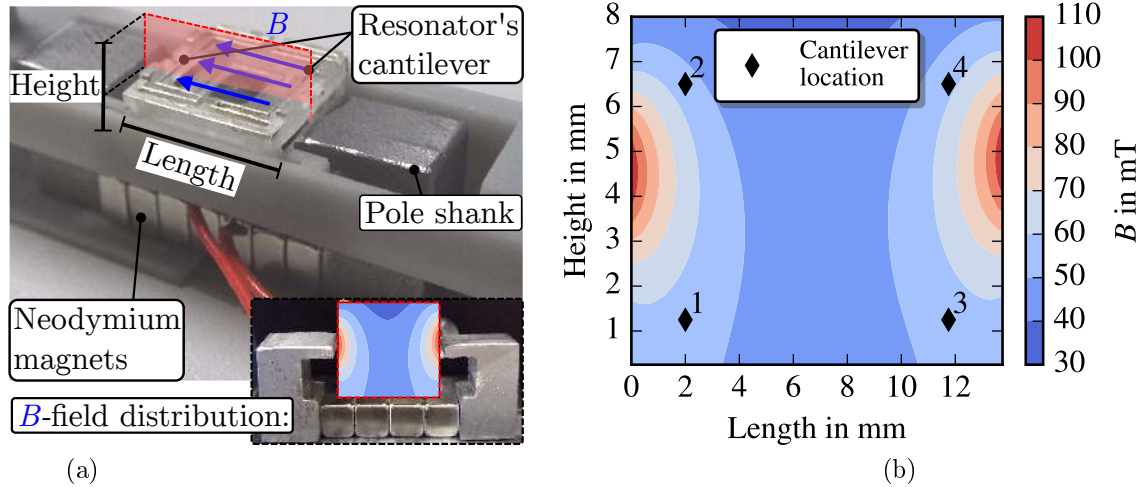 B
Resonator's
cantilever
Height
Length
Pole shank
Neodymium
magnets
B-field distribution:
(a)
8
7
6
5
4
3
2
1
Height in mm
0 2 4 6 8 10 12
Length in mm
Cantilever
location
2
4
1
3
110
100
90
80
70
60
50
40
30
B in mT
(b)